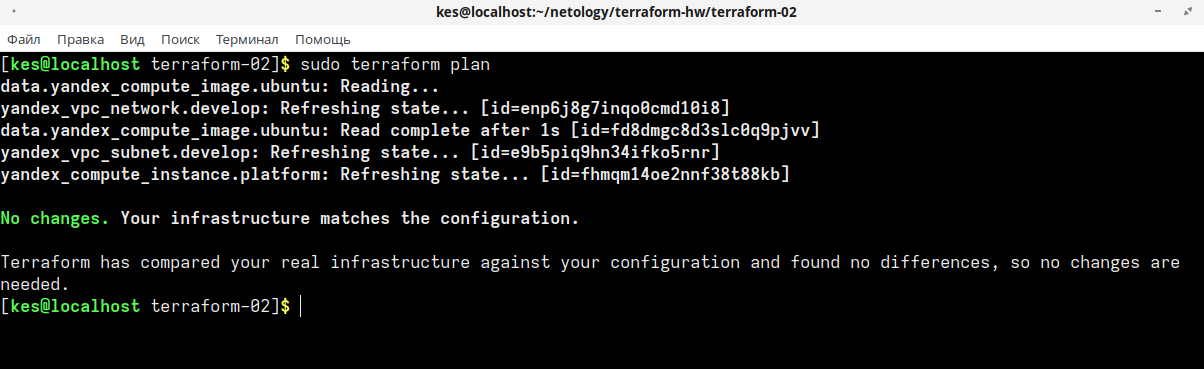 kes@localhost:~/netology/terraform-hw/terraform-02
Файл Правка Вид Поиск Терминал Помощь
[kes@localhost terraform-02]$ sudo terraform plan
data.yandex_compute_image.ubuntu: Reading...
yandex_vpc_network.develop: Refreshing state... [id=enp6j8g7inqo0cmd10i8]
data.yandex_compute_image.ubuntu: Read complete after 1s [id=fd8dmgc8d3slc0q9pjvv]
yandex_vpc_subnet.develop: Refreshing state... [id=e9b5piq9hn34ifko5rnr]
yandex_compute_instance.platform: Refreshing state... [id=fhmqm14oe2nnf38t88kb]
No changes. Your infrastructure matches the configuration.
Terraform has compared your real infrastructure against your configuration and found no differences, so no changes are
needed.
[kes@localhost terraform-02]$